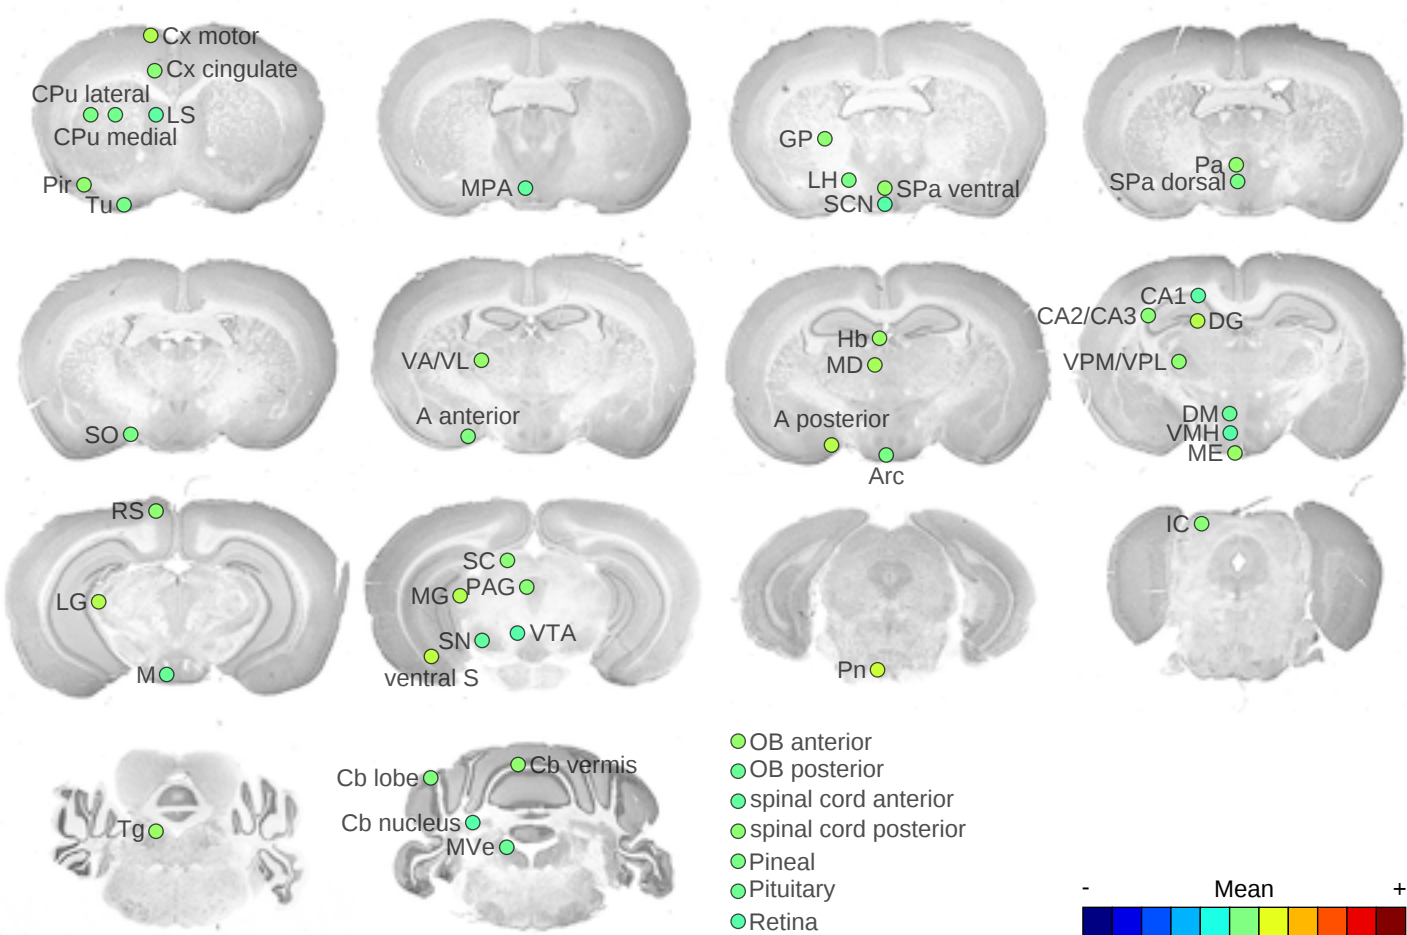 Cx motor
Cx cingulate
CPu lateral
LS
CPu medial
Pir
Tu
MPA
GP
LH
SPa ventral
SCN
Pa
SPa dorsal
SO
VA/VL
A anterior
Hb
MD
A posterior
Arc
CA1
CA2/CA3
DG
VPM/VPL
DM
VMH
ME
RS
LG
M
SC
PAG
MG
SN
VTA
ventral S
Pn
IC
Tg
Cb lobe
Cb vermis
Cb nucleus
MVe
OB anterior
OB posterior
spinal cord anterior
spinal cord posterior
Pineal
Pituitary
Retina
- Mean +